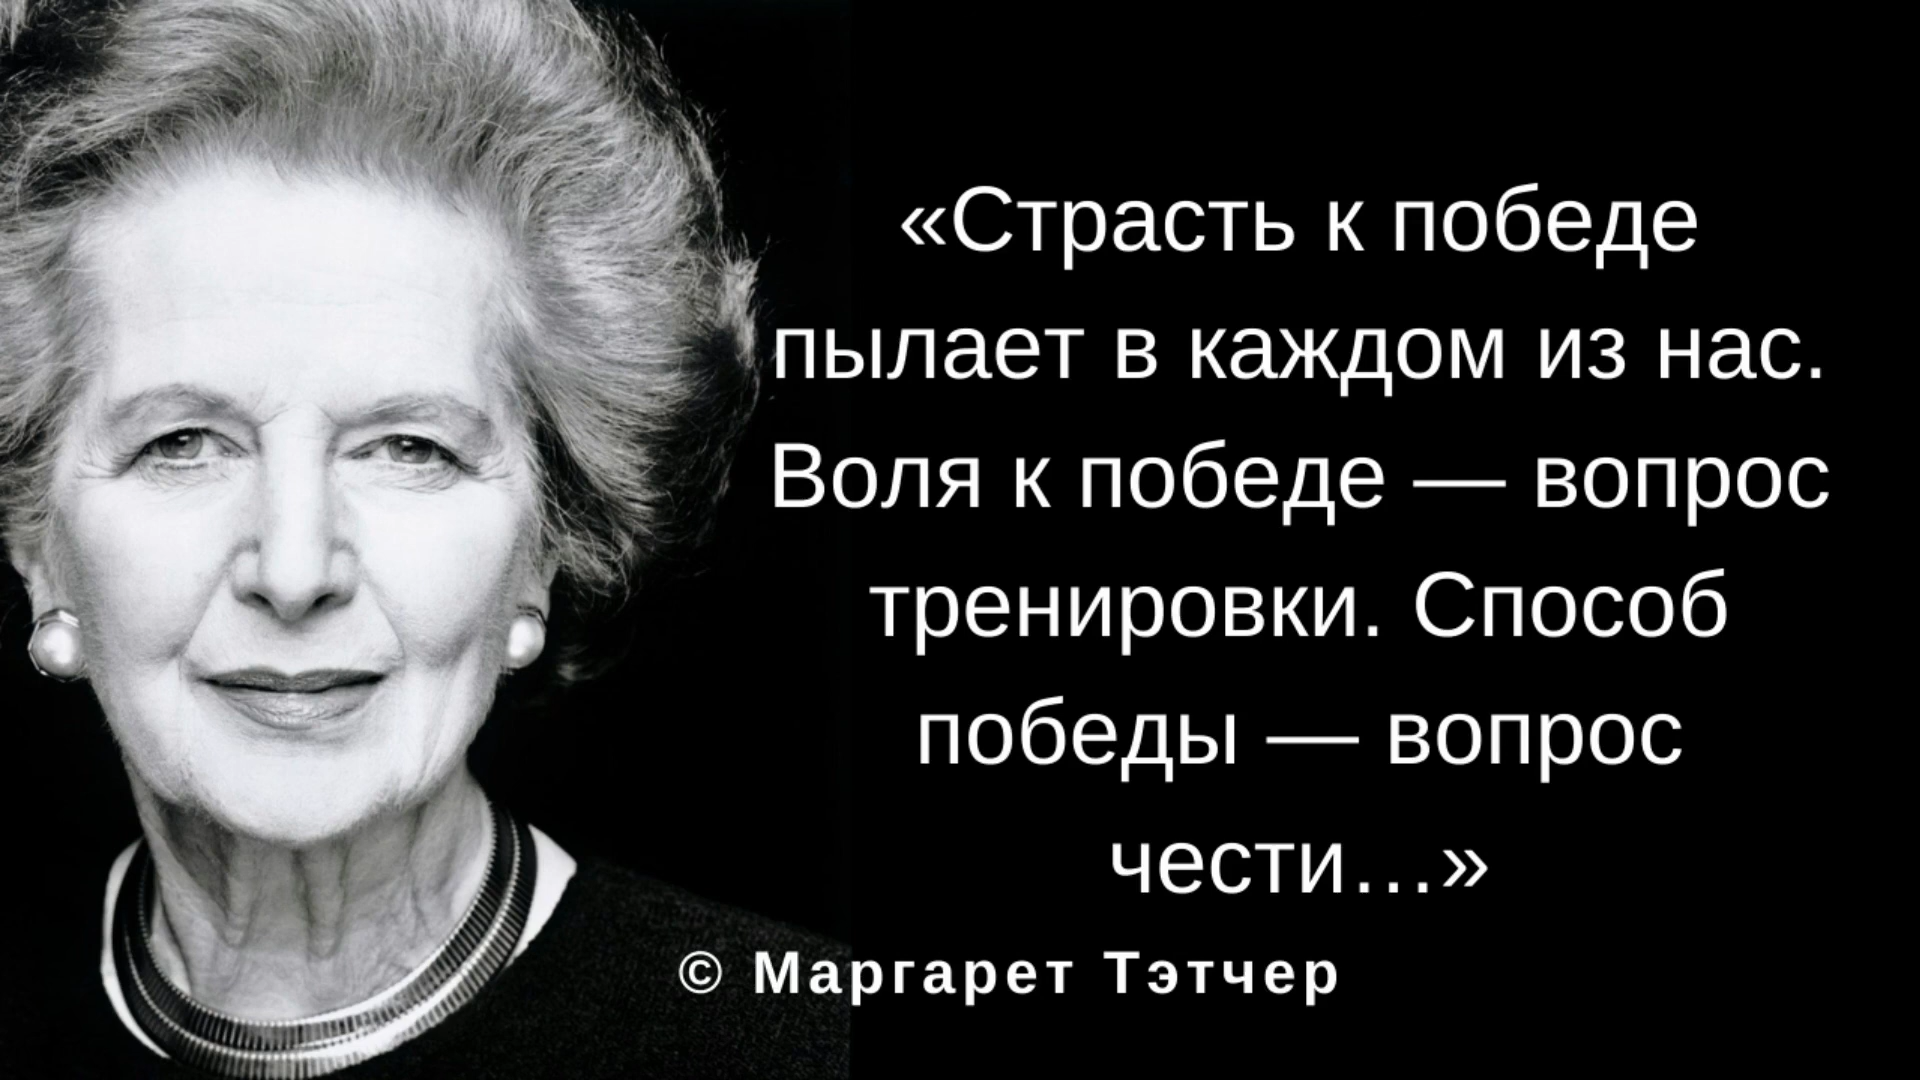 «Страсть к победе
пылает в каждом из нас.
Воля к победе — вопрос
тренировки. Способ
победы — вопрос
чести…»
© Маргарет Тэтчер